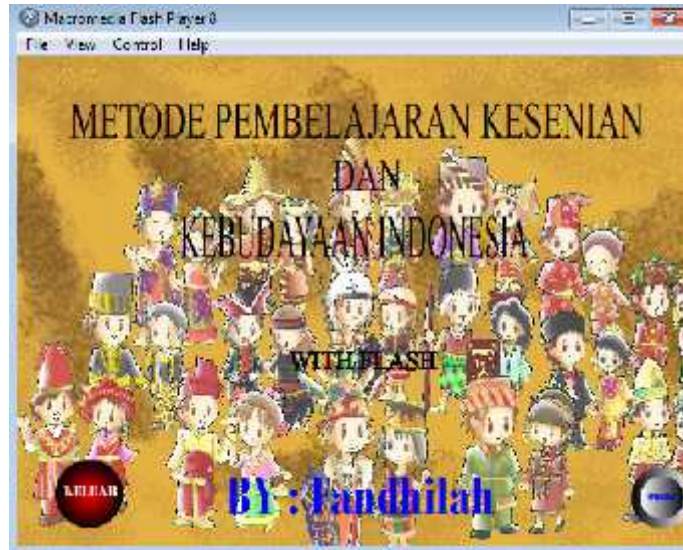 Macromedia Flash Player 8
File View Control Help
METODE PEMBELAJARAN KESENIAN
DAN
KEBUDAYAAN INDONESIA
WITH FLASH
KELUAR
BY : Fandhilah